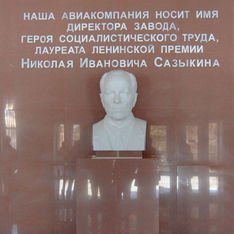 НАША АВИАКОМПАНИЯ НОСИТ ИМЯ
ДИРЕКТОРА ЗАВОДА,
ГЕРОЯ СОЦИАЛИСТИЧЕСКОГО ТРУДА,
ЛАУРЕАТА ЛЕНИНСКОЙ ПРЕМИИ
НИКОЛАЯ ИВАНОВИЧА САЗЫКИНА